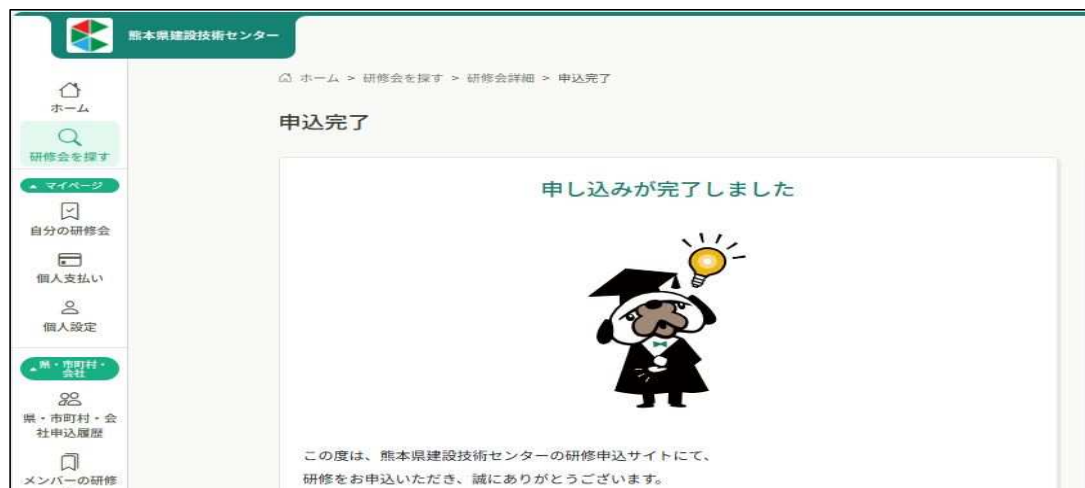 熊本県建設技術センター
ホーム > 研修会を探す > 研修会詳細 > 申込完了
申込完了
ホーム
研修会を探す
マイページ
自分の研修会
個人支払い
個人設定
県・市町村・
会社
県・市町村・会
社申込履歴
メンバーの研修
申し込みが完了しました
この度は、熊本県建設技術センターの研修申込サイトにて、
研修をお申込いただき、誠にありがとうございます。